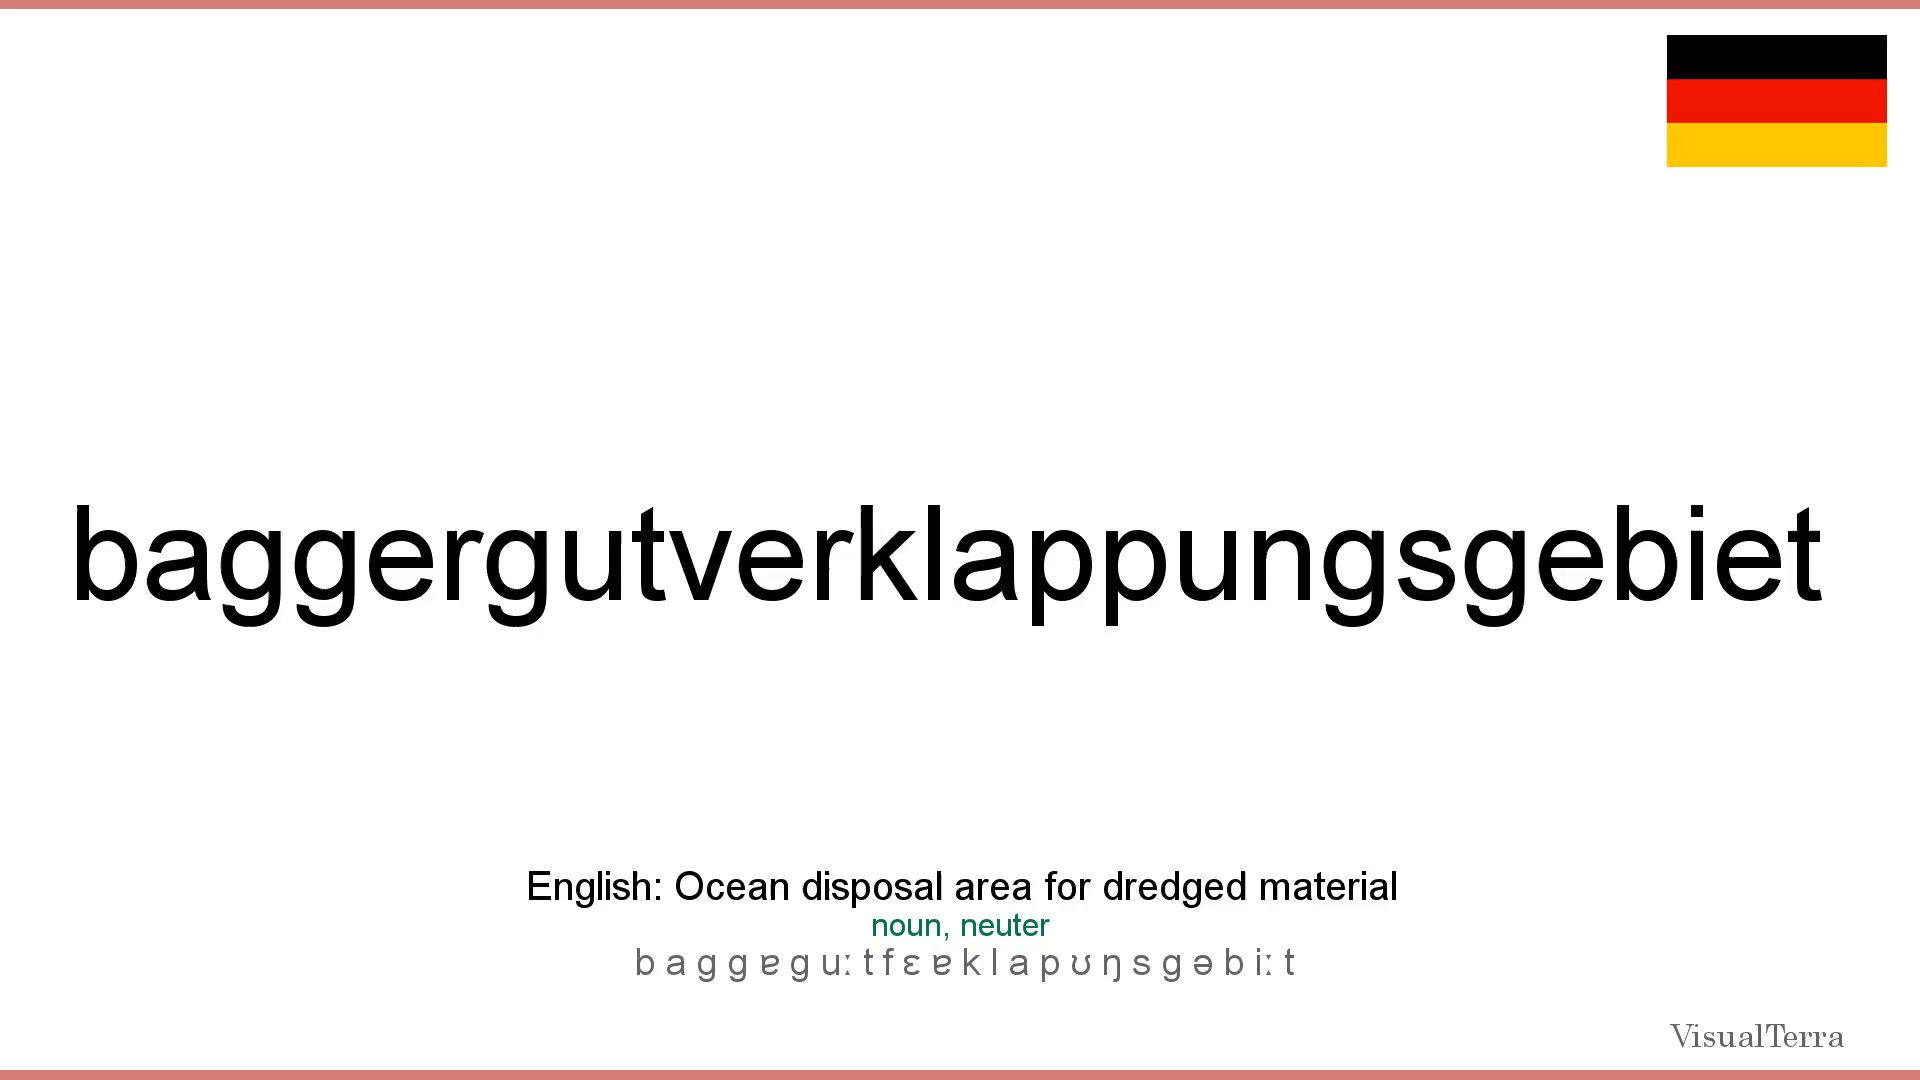 baggergutverklappungsgebiet
English: Ocean disposal area for dredged material
noun, neuter
b a g g ɐ g uː t f ɛ ɐ k l a p ʊ ŋ s g ə b iː t
VisualTerra